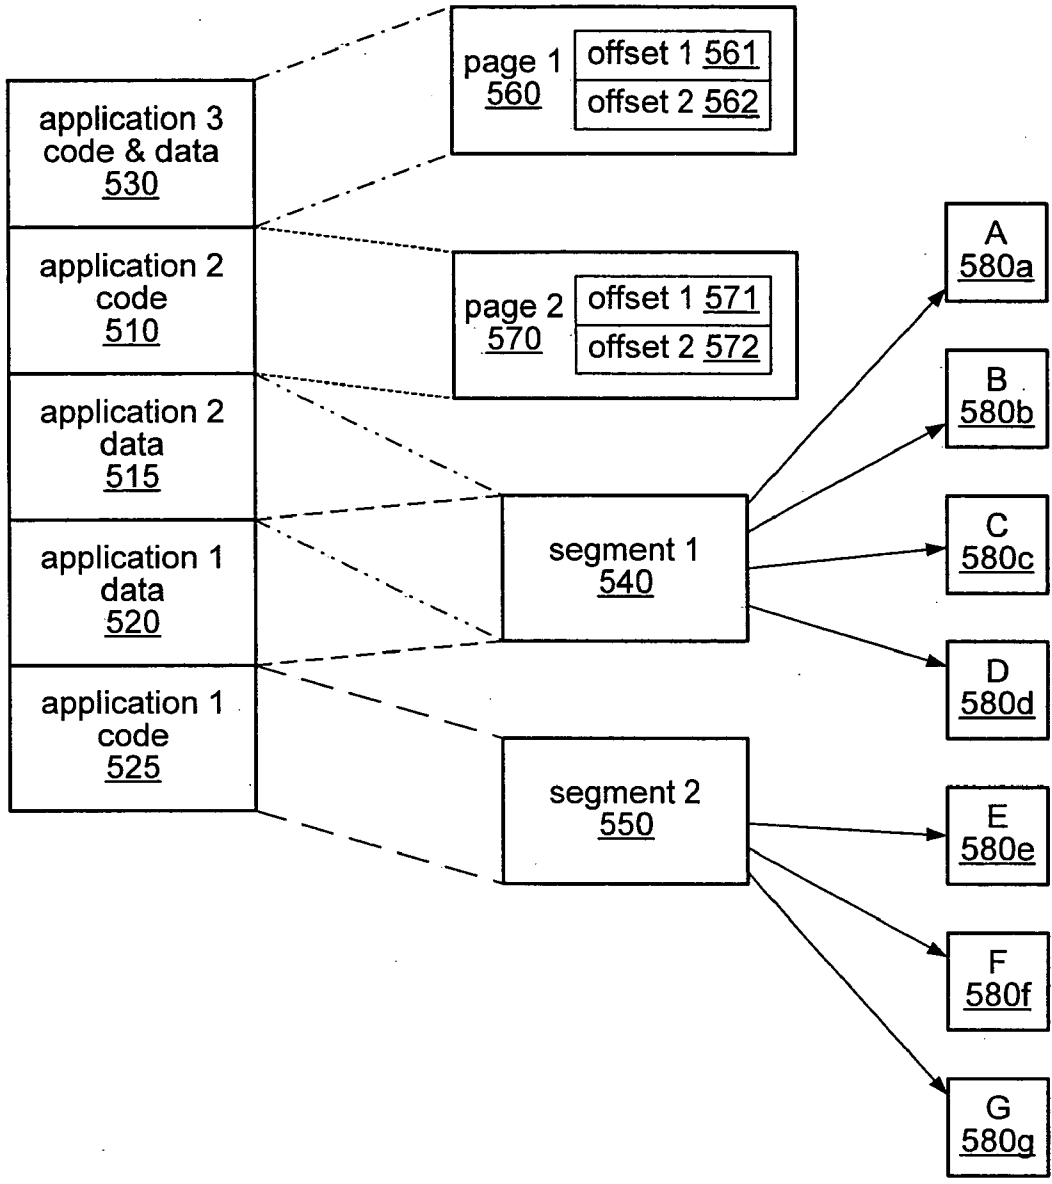 application 3
code & data
530
application 2
code
510
application 2
data
515
application 1
data
520
application 1
code
525
page 1
560
offset 1 561
offset 2 562
page 2
570
offset 1 571
offset 2 572
segment 1
540
segment 2
550
A
580a
B
580b
C
580c
D
580d
E
580e
F
580f
G
580g